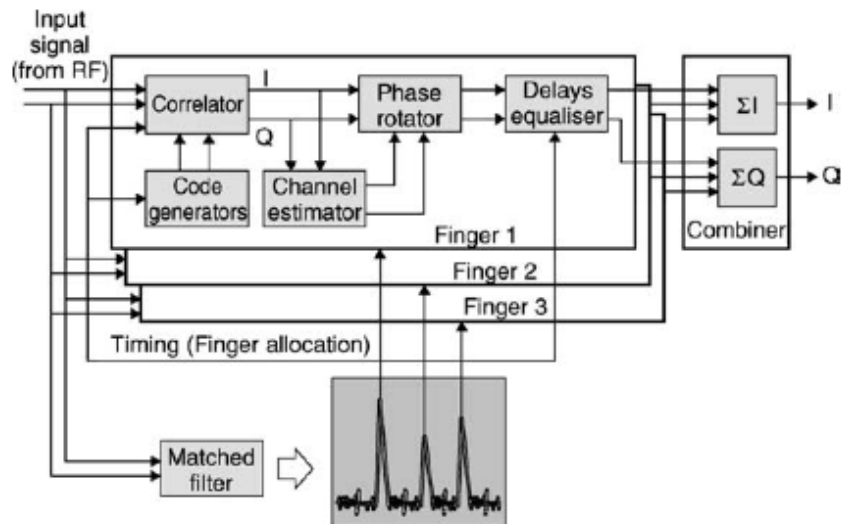 Input
signal
(from RF)
Correlator
I
Q
Phase
rotator
Delays
equaliser
ΣI
I
Code
generators
Channel
estimator
ΣQ
Q
Combiner
Finger 1
Finger 2
Finger 3
Timing (Finger allocation)
Matched
filter